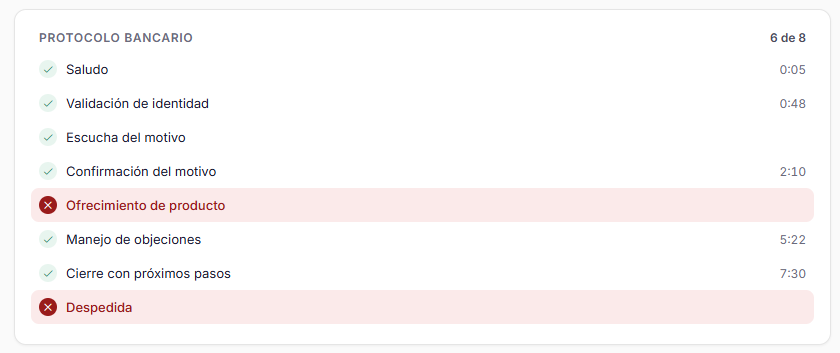 PROTOCOLO BANCARIO 6 de 8
Saludo 0:05
Validación de identidad 0:48
Escucha del motivo
Confirmación del motivo 2:10
Ofrecimiento de producto
Manejo de objeciones 5:22
Cierre con próximos pasos 7:30
Despedida